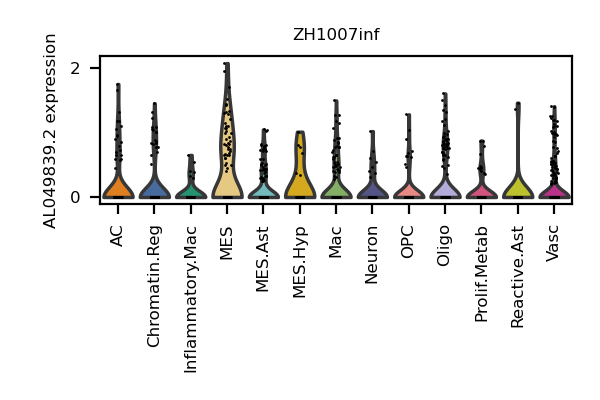 ZH1007inf
AL049839.2 expression
2
0
AC
Chromatin.Reg
Inflammatory.Mac
MES
MES.Ast
MES.Hyp
Mac
Neuron
OPC
Oligo
Prolif.Metab
Reactive.Ast
Vasc